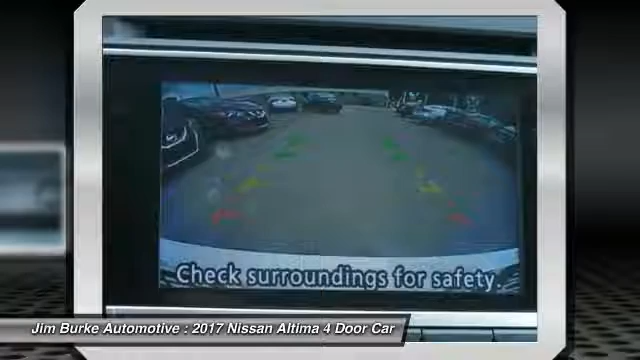 Check surroundings for safety.
Jim Burke Automotive : 2017 Nissan Altima 4 Door Car